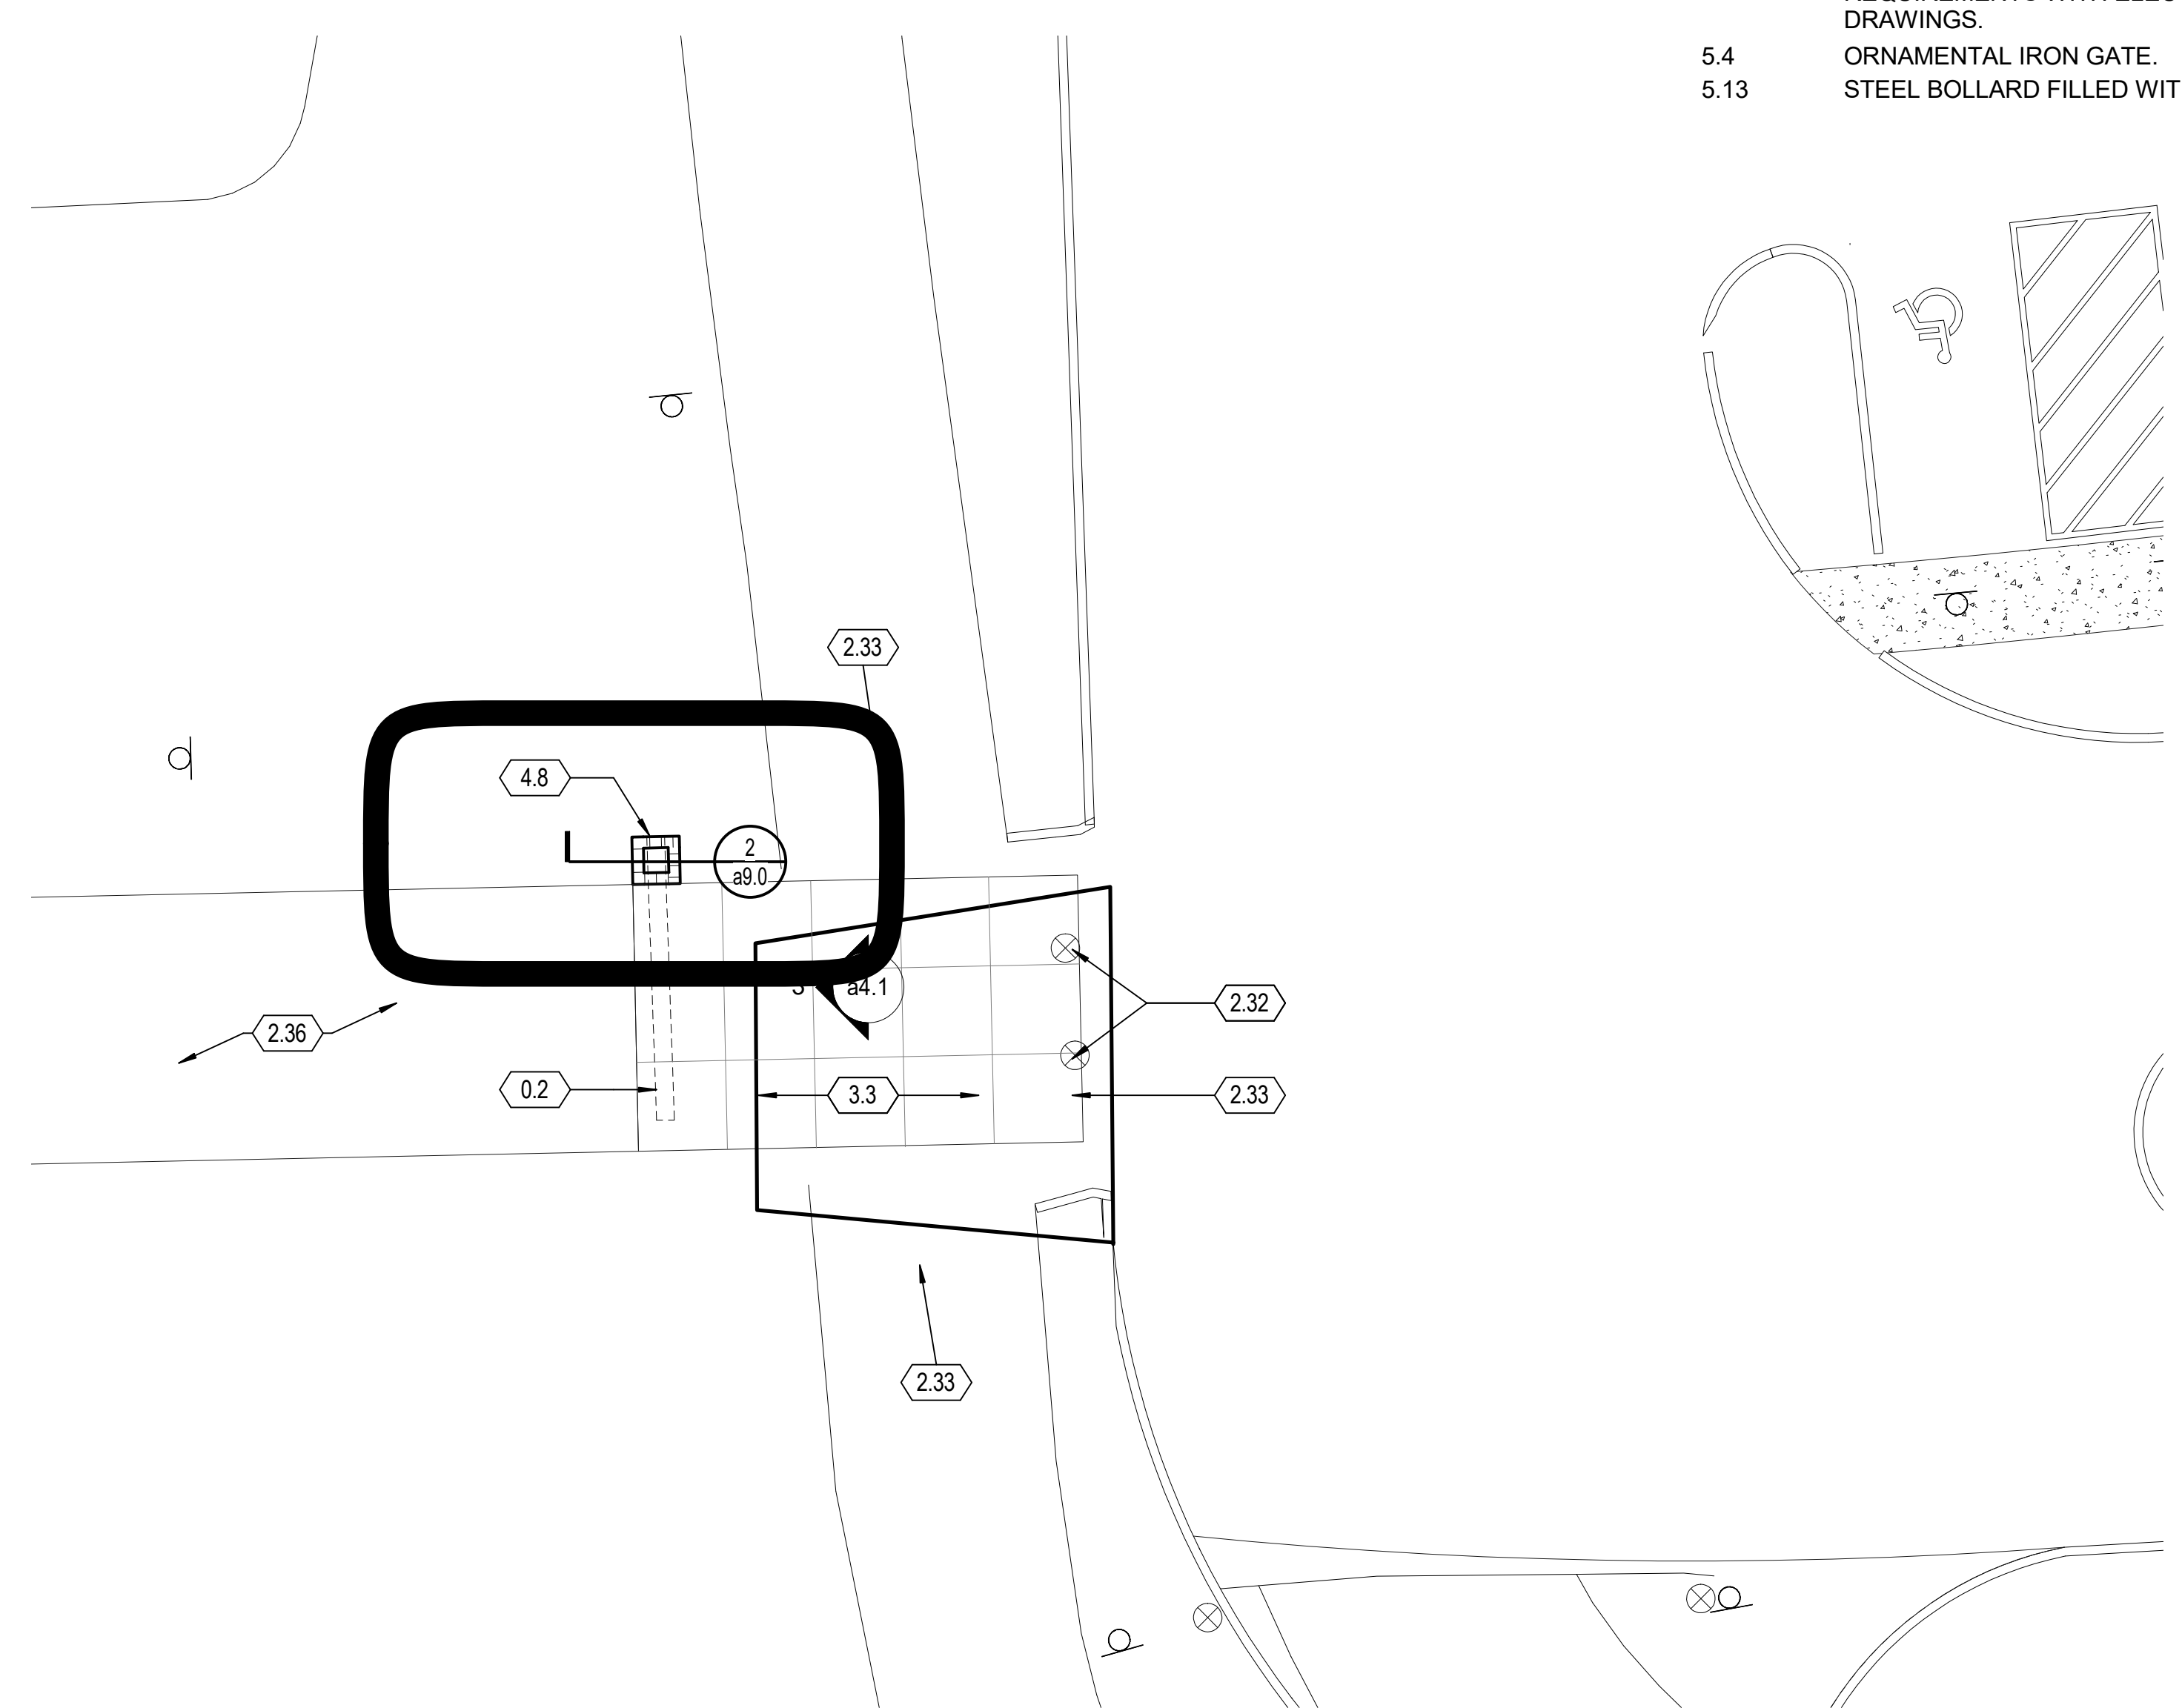 DRAWINGS.
5.4 ORNAMENTAL IRON GATE.
5.13 STEEL BOLLARD FILLED WIT
2.33
4.8
2
a9.0
a4.1
2.32
2.36
0.2
3.3
2.33
2.33